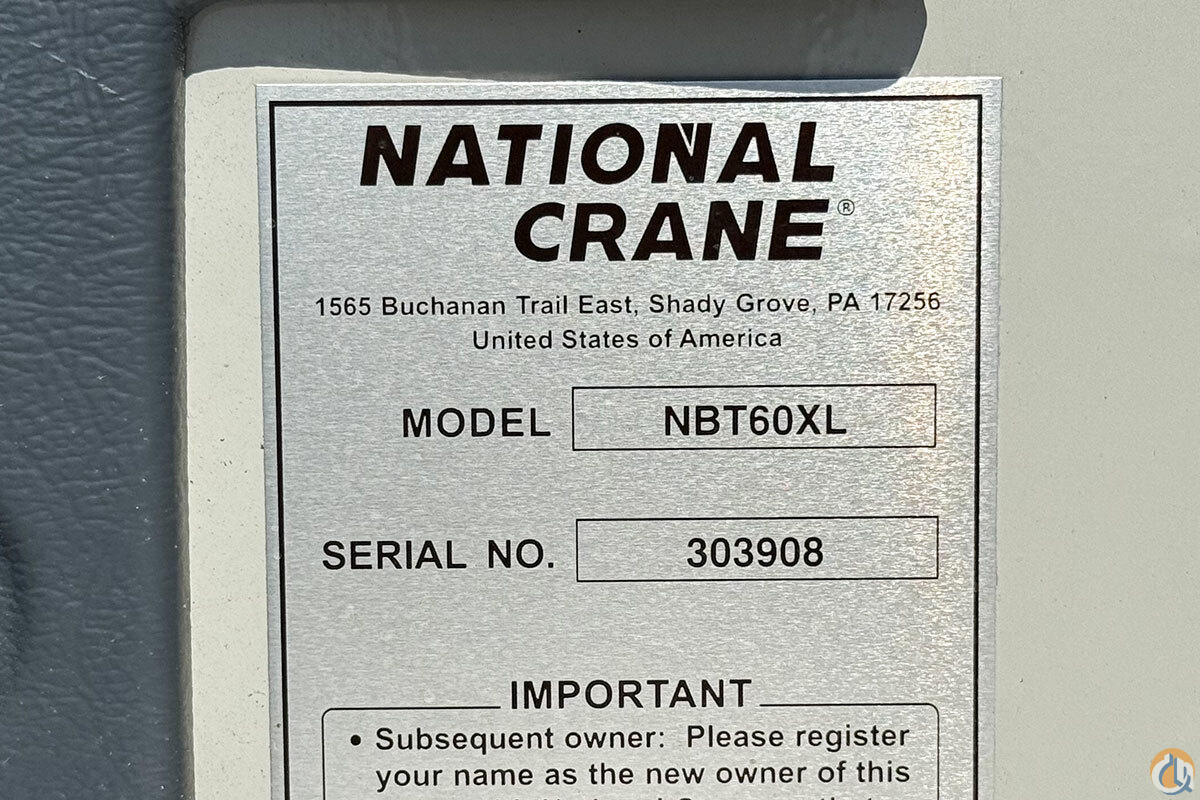 NATIONAL
CRANE®
1565 Buchanan Trail East, Shady Grove, PA 17256
United States of America
MODEL NBT60XL
SERIAL NO. 303908
IMPORTANT
• Subsequent owner: Please register
your name as the new owner of this